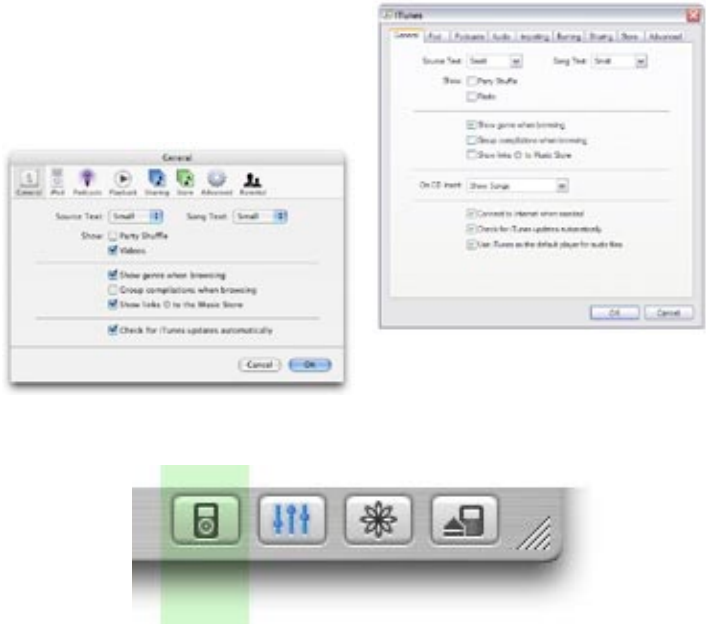 General
General iPod Podcasts Playback Sharing Store Advanced Parental
Source Text: Small Song Text: Small
Show: Party Shuffle
Videos
Show genre when browsing
Group compilations when browsing
Show links to the Music Store
Check for iTunes updates automatically
Cancel OK
iTunes
General iPod Podcasts Audio Importing Burning Sharing Store Advanced
Source Text: Small Song Text: Small
Show: Party Shuffle
Radio
Show genre when browsing
Group compilations when browsing
Show links to Music Store
On CD Insert: Show Songs
Connect to Internet when needed
Check for iTunes updates automatically
Use iTunes as the default player for audio files
OK Cancel